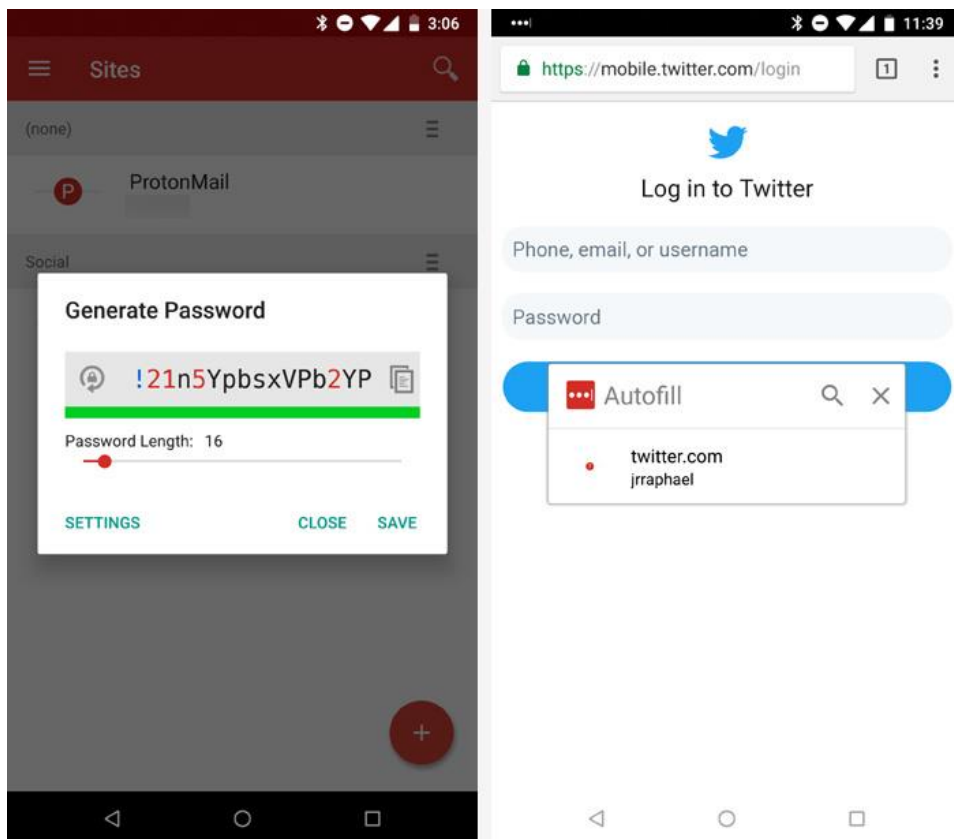 3:06
Sites
(none)
P
ProtonMail
Social
Generate Password
!21n5YpbsxVPb2YP
Password Length: 16
SETTINGS CLOSE SAVE
+
11:39
https://mobile.twitter.com/login 1
Log in to Twitter
Phone, email, or username
Password
Autofill
twitter.com
jrraphael